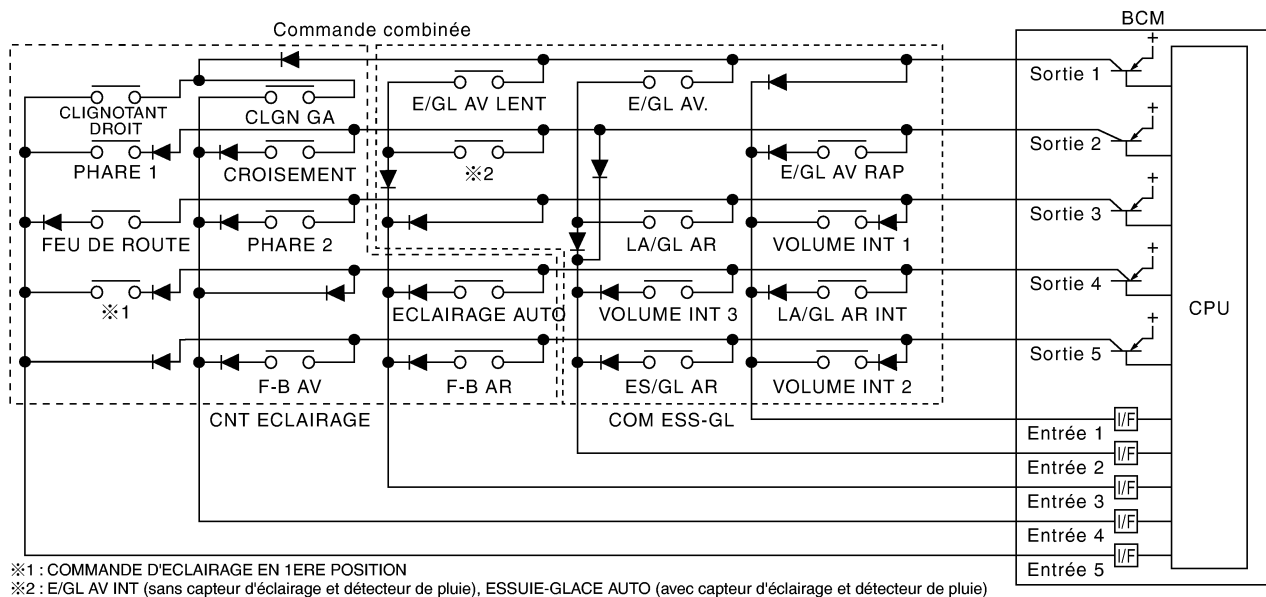 Commande combinée
BCM
Sortie 1
CLIGNOTANT
DROIT
CLGN GA
E/GL AV LENT
E/GL AV.
Sortie 2
PHARE 1
CROISEMENT
※2
E/GL AV RAP
Sortie 3
FEU DE ROUTE
PHARE 2
LA/GL AR
VOLUME INT 1
Sortie 4
※1
ECLAIRAGE AUTO
VOLUME INT 3
LA/GL AR INT
CPU
Sortie 5
F-B AV
F-B AR
ES/GL AR
VOLUME INT 2
CNT ECLAIRAGE
COM ESS-GL
Entrée 1
I/F
Entrée 2
I/F
Entrée 3
I/F
Entrée 4
I/F
Entrée 5
I/F
+
+
+
+
+
※1 : COMMANDE D'ECLAIRAGE EN 1ERE POSITION
※2 : E/GL AV INT (sans capteur d'éclairage et détecteur de pluie), ESSUIE-GLACE AUTO (avec capteur d'éclairage et détecteur de pluie)